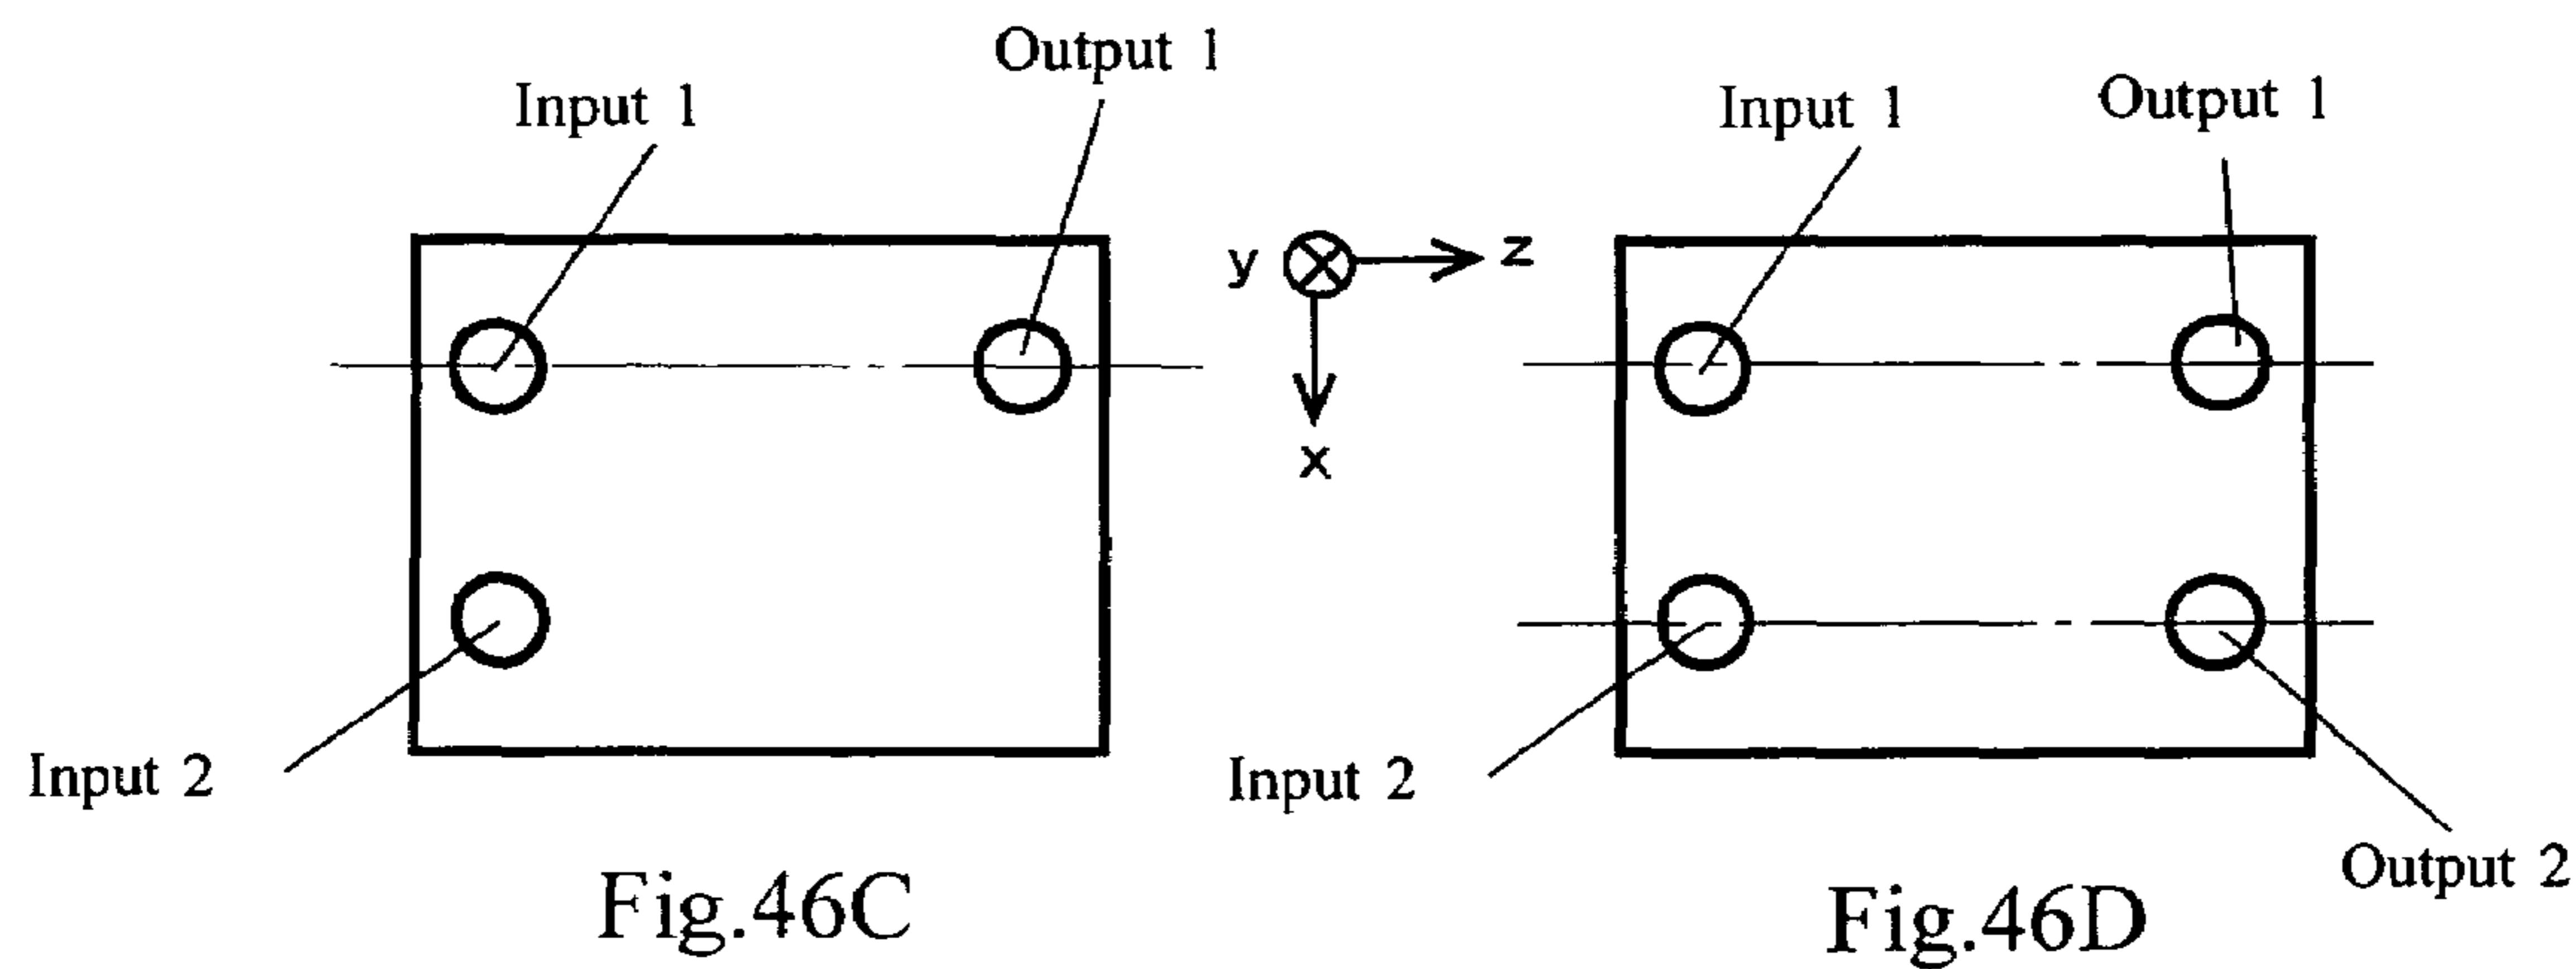 Output 1
Input 1
Input 2
Fig.46C
y
z
x
Input 1
Output 1
Input 2
Output 2
Fig.46D